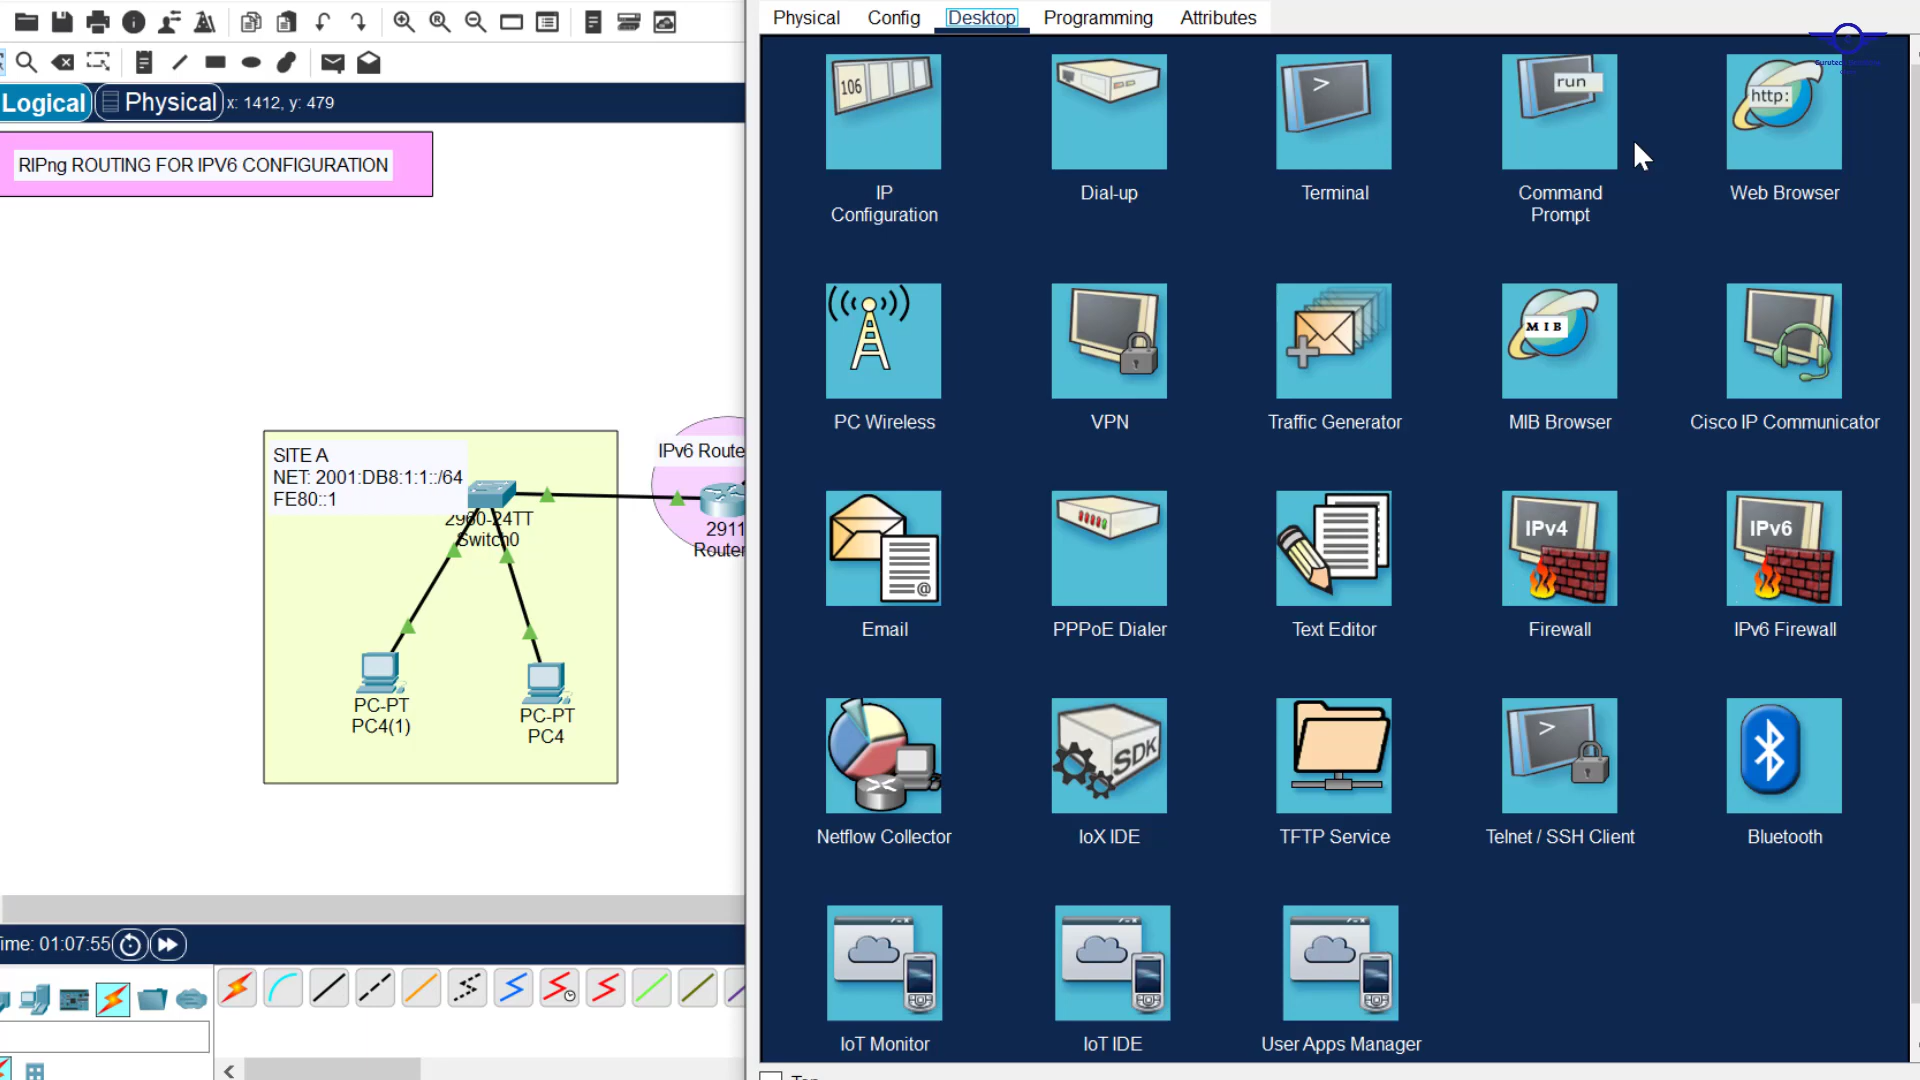 Physical Config Desktop Programming Attributes
Logical Physical x: 1412, y: 479
RIPng ROUTING FOR IPV6 CONFIGURATION
106
>
run
http:
IP Configuration
Dial-up
Terminal
Command Prompt
Web Browser
MIB
PC Wireless
VPN
Traffic Generator
MIB Browser
Cisco IP Communicator
SITE A
NET: 2001:DB8:1:1::/64
FE80::1
IPv6 Route
2960-24TT
Switch0
2911
Router
PC-PT
PC4(1)
PC-PT
PC4
@
IPv4
IPv6
Email
PPPoE Dialer
Text Editor
Firewall
IPv6 Firewall
SDK
>
Netflow Collector
IoX IDE
TFTP Service
Telnet / SSH Client
Bluetooth
ime: 01:07:55
IoT Monitor
IoT IDE
User Apps Manager